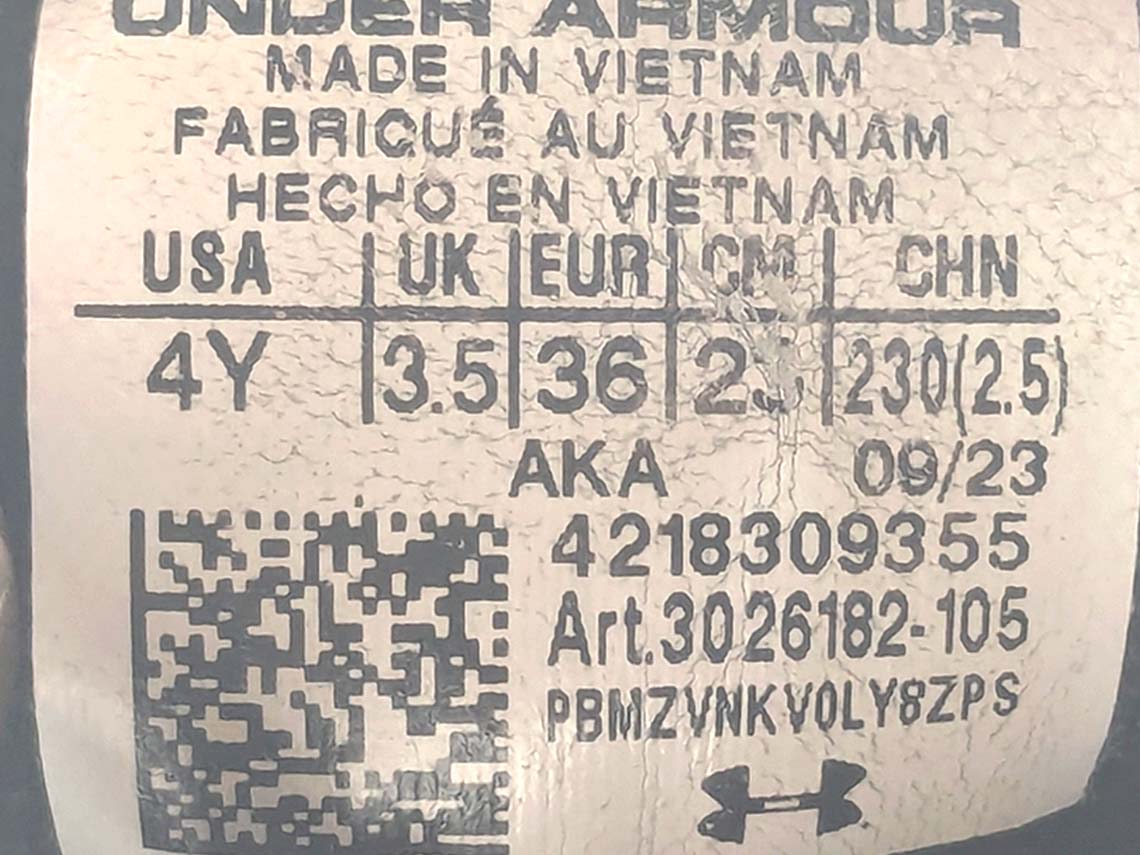 UNDER ARMOUR
MADE IN VIETNAM
FABRIQUÉ AU VIETNAM
HECHO EN VIETNAM
USA UK EUR CM CHN
4Y 3.5 36 230(2.5)
AKA 09/23
4218309355
Art.3026182-105
PBMZVNKV0LY8ZPS